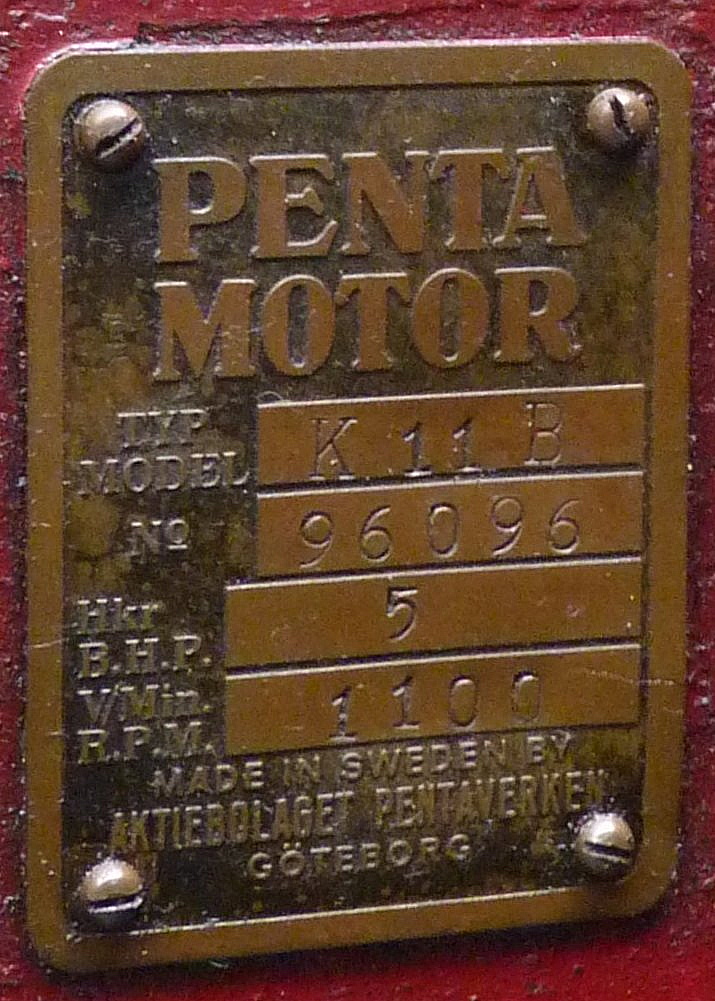 PENTA
MOTOR
TYP
MODEL K 11 B
No 96096
Hkr
B.H.P. 5
V/Min.
R.P.M. 1100
MADE IN SWEDEN BY
AKTIEBOLAGET PENTAVERKEN
GÖTEBORG